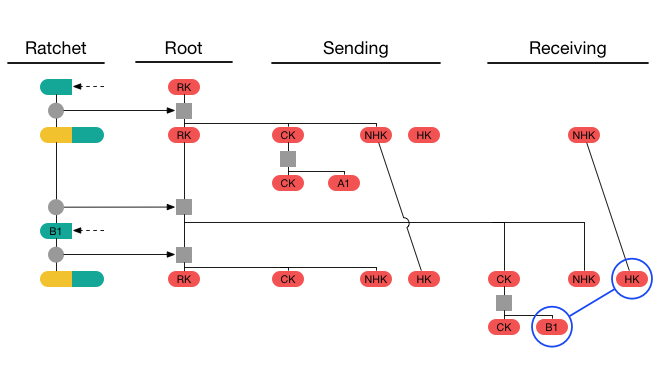 Ratchet Root Sending Receiving
RK
RK CK NHK HK NHK
CK A1
B1
RK CK NHK HK CK NHK HK
CK B1